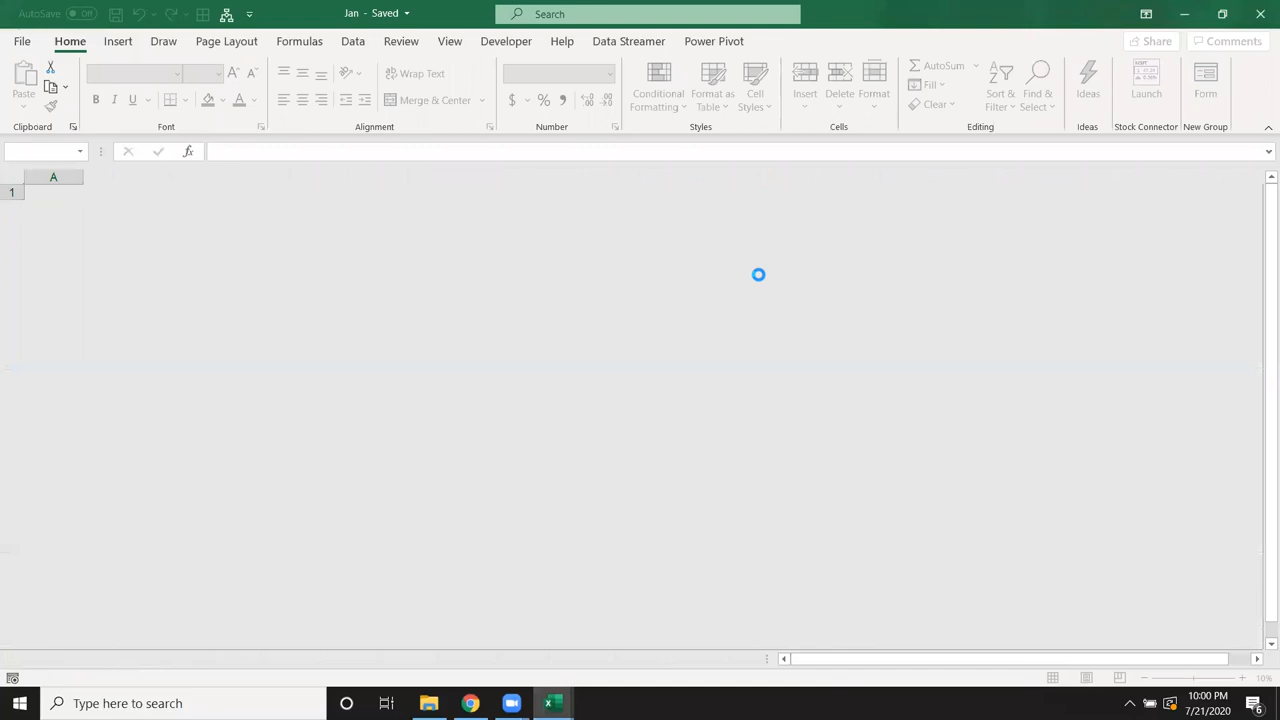 AutoSave Off
Jan - Saved
Search
File Home Insert Draw Page Layout Formulas Data Review View Developer Help Data Streamer Power Pivot
Share Comments
Paste
B I U
A A
Wrap Text
Merge & Center
$ % ,
Conditional Formatting
Format as Table
Cell Styles
Insert
Delete
Format
AutoSum
Fill
Clear
Sort & Filter
Find & Select
Ideas
Launch
Form
Clipboard Font Alignment Number Styles Cells Editing Ideas Stock Connector New Group
fx
A
1
10%
Type here to search
10:00 PM
7/21/2020
6